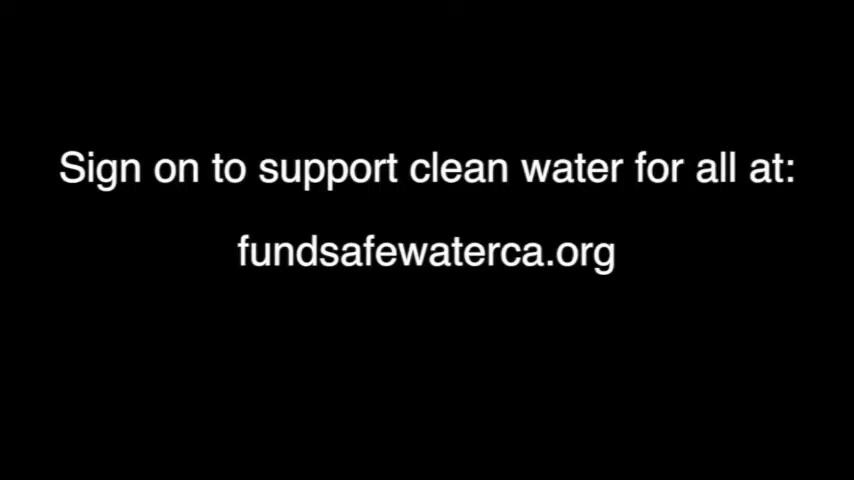 Sign on to support clean water for all at:
fundsafewaterca.org